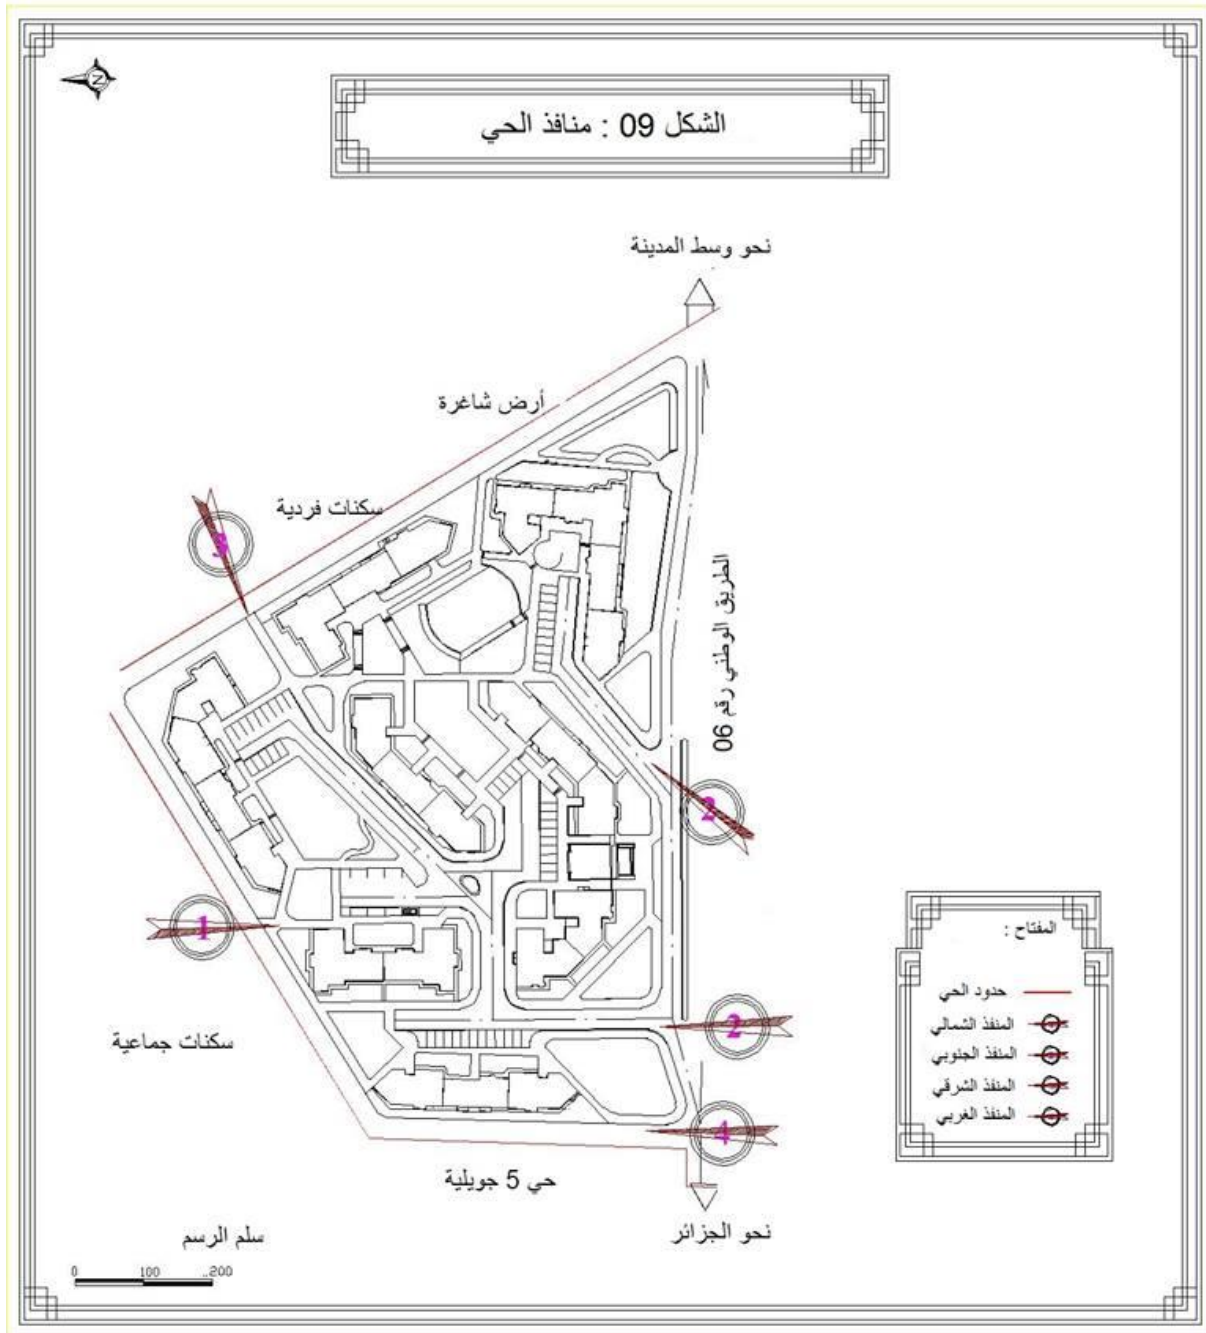 N
الشكل 09 : منافذ الحي
نحو وسط المدينة
أرض شاغرة
سكنات فردية
3
الطريق الوطني رقم 06
2
1
المفتاح :
حدود الحي
المنفذ الشمالي
المنفذ الجنوبي
المنفذ الشرقي
المنفذ الغربي
2
سكنات جماعية
4
حي 5 جويلية
نحو الجزائر
سلم الرسم
0 100 ..200